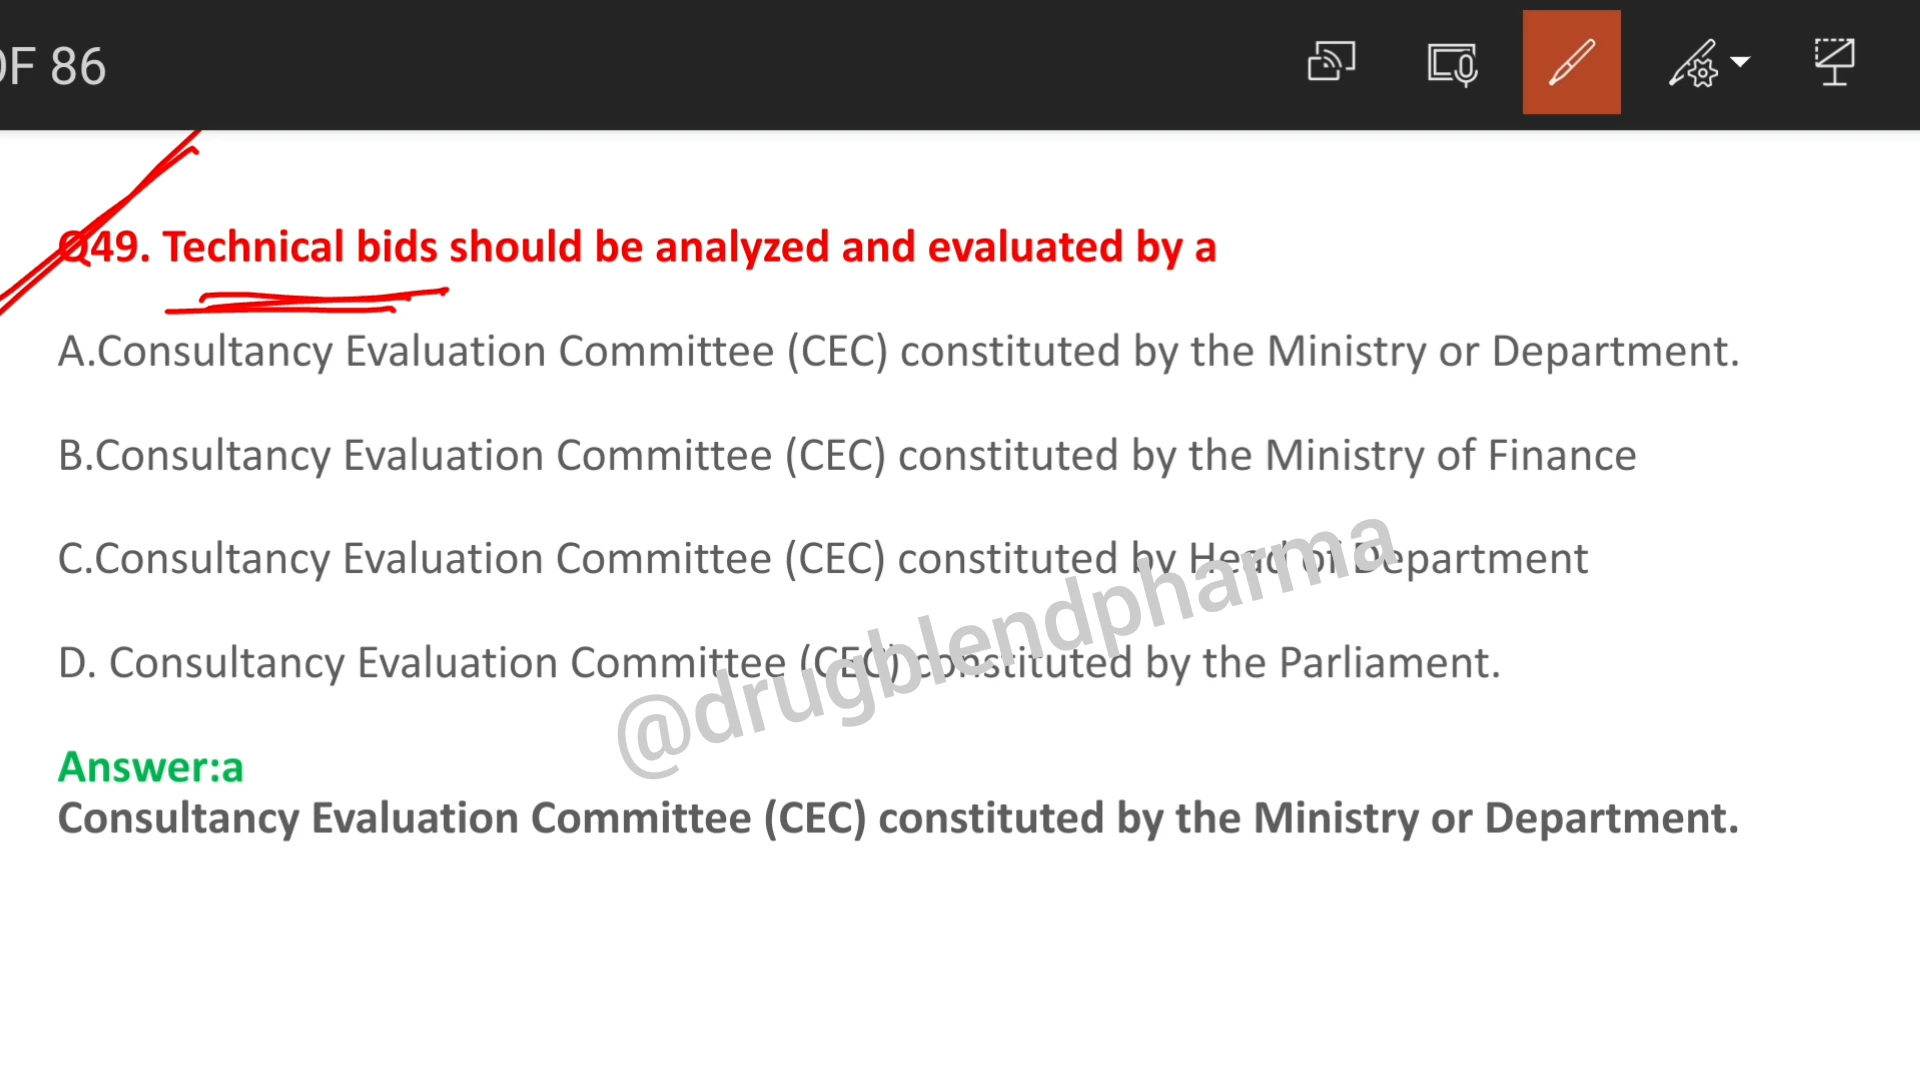 OF 86
Q49. Technical bids should be analyzed and evaluated by a
A.Consultancy Evaluation Committee (CEC) constituted by the Ministry or Department.
B.Consultancy Evaluation Committee (CEC) constituted by the Ministry of Finance
C.Consultancy Evaluation Committee (CEC) constituted by Head of Department
D. Consultancy Evaluation Committee (CEC) constituted by the Parliament.
@drugblendpharma
Answer:a
Consultancy Evaluation Committee (CEC) constituted by the Ministry or Department.